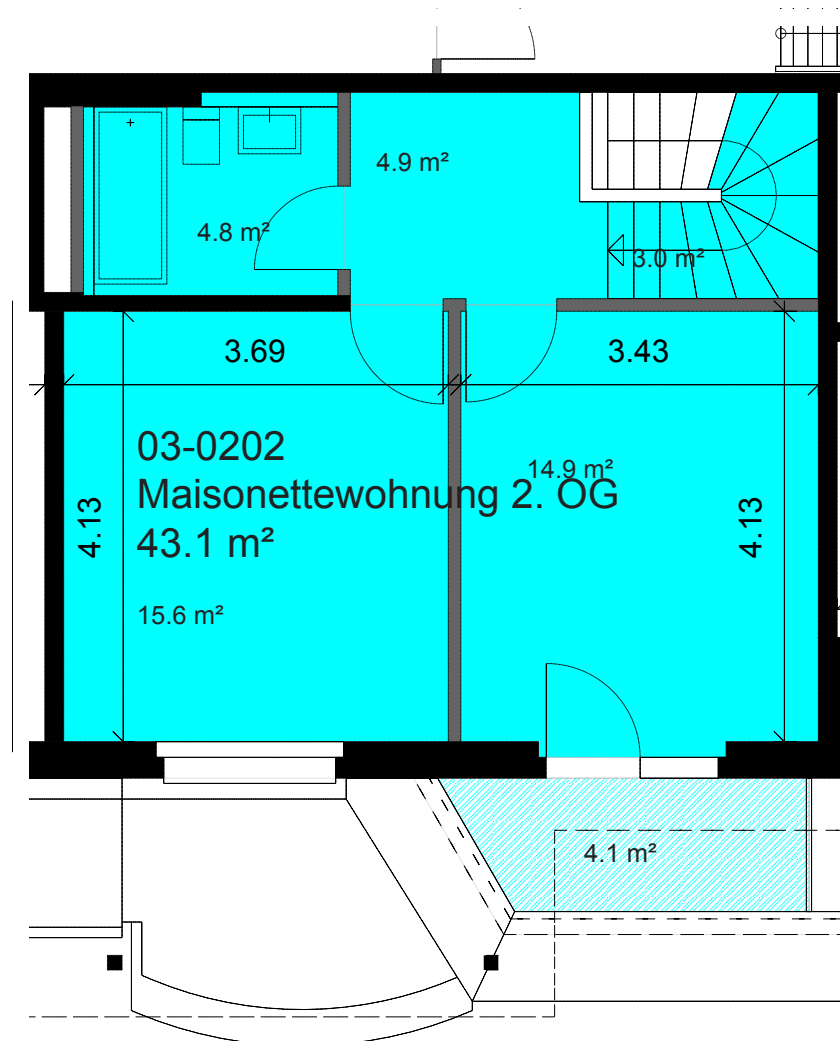 4.9 m²
4.8 m²
3.0 m²
3.69
3.43
03-0202
14.9 m²
Maisonettewohnung 2. OG
4.13
4.13
43.1 m²
15.6 m²
4.1 m²